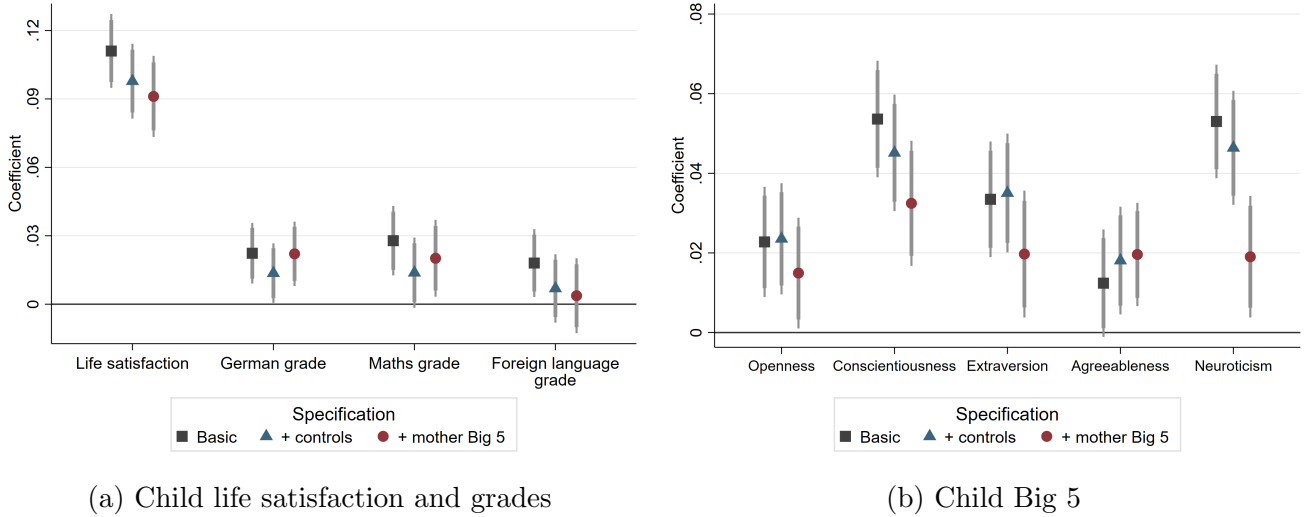 Coefficient
.12
.09
.06
.03
0
Life satisfaction
German grade
Maths grade
Foreign language
grade
Specification
Basic
+ controls
+ mother Big 5
(a) Child life satisfaction and grades
Coefficient
.08
.06
.04
.02
0
Openness
Conscientiousness
Extraversion
Agreeableness
Neuroticism
Specification
Basic
+ controls
+ mother Big 5
(b) Child Big 5